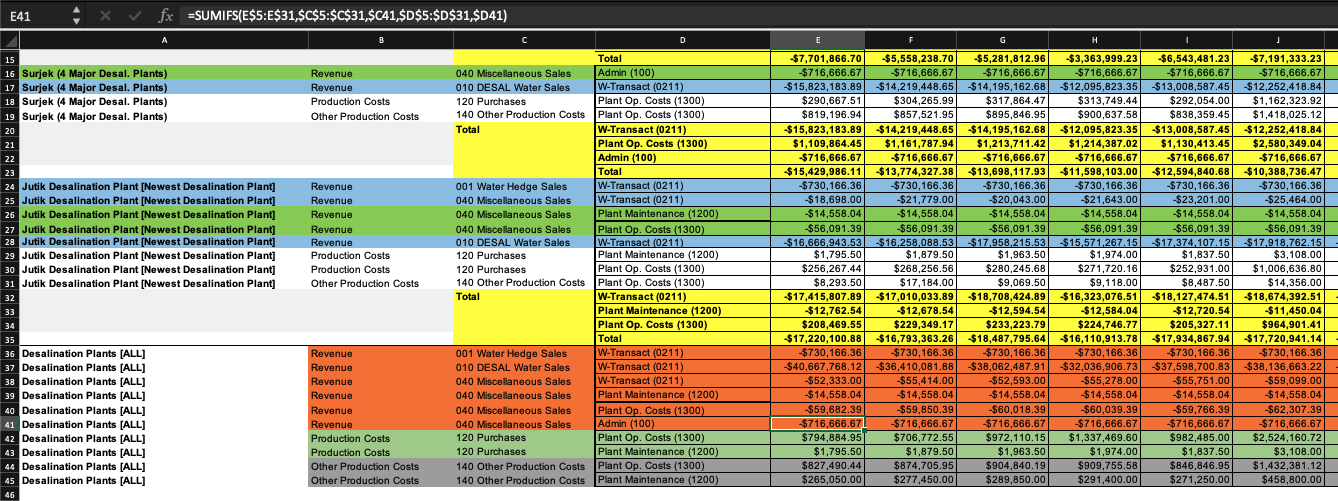 E41 fx =SUMIFS(E$5:E$31,$C$5:$C$31,$C41,$D$5:$D$31,$D41)
A B C D E F G H I J
15 Total -$7,701,866.70 -$5,558,238.70 -$5,281,812.96 -$3,363,999.23 -$6,543,481.23 -$7,191,333.23
16 Surjek (4 Major Desal. Plants) Revenue 040 Miscellaneous Sales Admin (100) -$716,666.67 -$716,666.67 -$716,666.67 -$716,666.67 -$716,666.67 -$716,666.67
17 Surjek (4 Major Desal. Plants) Revenue 010 DESAL Water Sales W-Transact (0211) -$15,823,183.89 -$14,219,448.65 -$14,195,162.68 -$12,095,823.35 -$13,008,587.45 -$12,252,418.84
18 Surjek (4 Major Desal. Plants) Production Costs 120 Purchases Plant Op. Costs (1300) $290,667.51 $304,265.99 $317,864.47 $313,749.44 $292,054.00 $1,162,323.92
19 Surjek (4 Major Desal. Plants) Other Production Costs 140 Other Production Costs Plant Op. Costs (1300) $819,196.94 $857,521.95 $895,846.95 $900,637.58 $838,359.45 $1,418,025.12
20 Total W-Transact (0211) -$15,823,183.89 -$14,219,448.65 -$14,195,162.68 -$12,095,823.35 -$13,008,587.45 -$12,252,418.84
21 Plant Op. Costs (1300) $1,109,864.45 $1,161,787.94 $1,213,711.42 $1,214,387.02 $1,130,413.45 $2,580,349.04
22 Admin (100) -$716,666.67 -$716,666.67 -$716,666.67 -$716,666.67 -$716,666.67 -$716,666.67
23 Total -$15,429,986.11 -$13,774,327.38 -$13,698,117.93 -$11,598,103.00 -$12,594,840.68 -$10,388,736.47
24 Jutik Desalination Plant [Newest Desalination Plant] Revenue 001 Water Hedge Sales W-Transact (0211) -$730,166.36 -$730,166.36 -$730,166.36 -$730,166.36 -$730,166.36 -$730,166.36
25 Jutik Desalination Plant [Newest Desalination Plant] Revenue 040 Miscellaneous Sales W-Transact (0211) -$18,698.00 -$21,779.00 -$20,043.00 -$21,643.00 -$23,201.00 -$25,464.00
26 Jutik Desalination Plant [Newest Desalination Plant] Revenue 040 Miscellaneous Sales Plant Maintenance (1200) -$14,558.04 -$14,558.04 -$14,558.04 -$14,558.04 -$14,558.04 -$14,558.04
27 Jutik Desalination Plant [Newest Desalination Plant] Revenue 040 Miscellaneous Sales Plant Op. Costs (1300) -$56,091.39 -$56,091.39 -$56,091.39 -$56,091.39 -$56,091.39 -$56,091.39
28 Jutik Desalination Plant [Newest Desalination Plant] Revenue 010 DESAL Water Sales W-Transact (0211) -$16,666,943.53 -$16,258,088.53 -$17,958,215.53 -$15,571,267.15 -$17,374,107.15 -$17,918,762.15
29 Jutik Desalination Plant [Newest Desalination Plant] Production Costs 120 Purchases Plant Maintenance (1200) $1,795.50 $1,879.50 $1,963.50 $1,974.00 $1,837.50 $3,108.00
30 Jutik Desalination Plant [Newest Desalination Plant] Production Costs 120 Purchases Plant Op. Costs (1300) $256,267.44 $268,256.56 $280,245.68 $271,720.16 $252,931.00 $1,006,636.80
31 Jutik Desalination Plant [Newest Desalination Plant] Other Production Costs 140 Other Production Costs Plant Op. Costs (1300) $8,293.50 $17,184.00 $9,069.50 $9,118.00 $8,487.50 $14,356.00
32 Total W-Transact (0211) -$17,415,807.89 -$17,010,033.89 -$18,708,424.89 -$16,323,076.51 -$18,127,474.51 -$18,674,392.51
33 Plant Maintenance (1200) -$12,762.54 -$12,678.54 -$12,594.54 -$12,584.04 -$12,720.54 -$11,450.04
34 Plant Op. Costs (1300) $208,469.55 $229,349.17 $233,223.79 $224,746.77 $205,327.11 $964,901.41
35 Total -$17,220,100.88 -$16,793,363.26 -$18,487,795.64 -$16,110,913.78 -$17,934,867.94 -$17,720,941.14
36 Desalination Plants [ALL] Revenue 001 Water Hedge Sales W-Transact (0211) -$730,166.36 -$730,166.36 -$730,166.36 -$730,166.36 -$730,166.36 -$730,166.36
37 Desalination Plants [ALL] Revenue 010 DESAL Water Sales W-Transact (0211) -$40,667,768.12 -$36,410,081.88 -$38,062,487.91 -$32,036,906.73 -$37,598,700.83 -$38,136,663.22
38 Desalination Plants [ALL] Revenue 040 Miscellaneous Sales W-Transact (0211) -$52,333.00 -$55,414.00 -$52,593.00 -$55,278.00 -$55,751.00 -$59,099.00
39 Desalination Plants [ALL] Revenue 040 Miscellaneous Sales Plant Maintenance (1200) -$14,558.04 -$14,558.04 -$14,558.04 -$14,558.04 -$14,558.04 -$14,558.04
40 Desalination Plants [ALL] Revenue 040 Miscellaneous Sales Plant Op. Costs (1300) -$59,682.39 -$59,850.39 -$60,018.39 -$60,039.39 -$59,766.39 -$62,307.39
41 Desalination Plants [ALL] Revenue 040 Miscellaneous Sales Admin (100) -$716,666.67 -$716,666.67 -$716,666.67 -$716,666.67 -$716,666.67 -$716,666.67
42 Desalination Plants [ALL] Production Costs 120 Purchases Plant Op. Costs (1300) $794,884.95 $706,772.55 $972,110.15 $1,337,469.60 $982,485.00 $2,524,160.72
43 Desalination Plants [ALL] Production Costs 120 Purchases Plant Maintenance (1200) $1,795.50 $1,879.50 $1,963.50 $1,974.00 $1,837.50 $3,108.00
44 Desalination Plants [ALL] Other Production Costs 140 Other Production Costs Plant Op. Costs (1300) $827,490.44 $874,705.95 $904,840.19 $909,755.58 $846,846.95 $1,432,381.12
45 Desalination Plants [ALL] Other Production Costs 140 Other Production Costs Plant Maintenance (1200) $265,050.00 $277,450.00 $289,850.00 $291,400.00 $271,250.00 $458,800.00
46